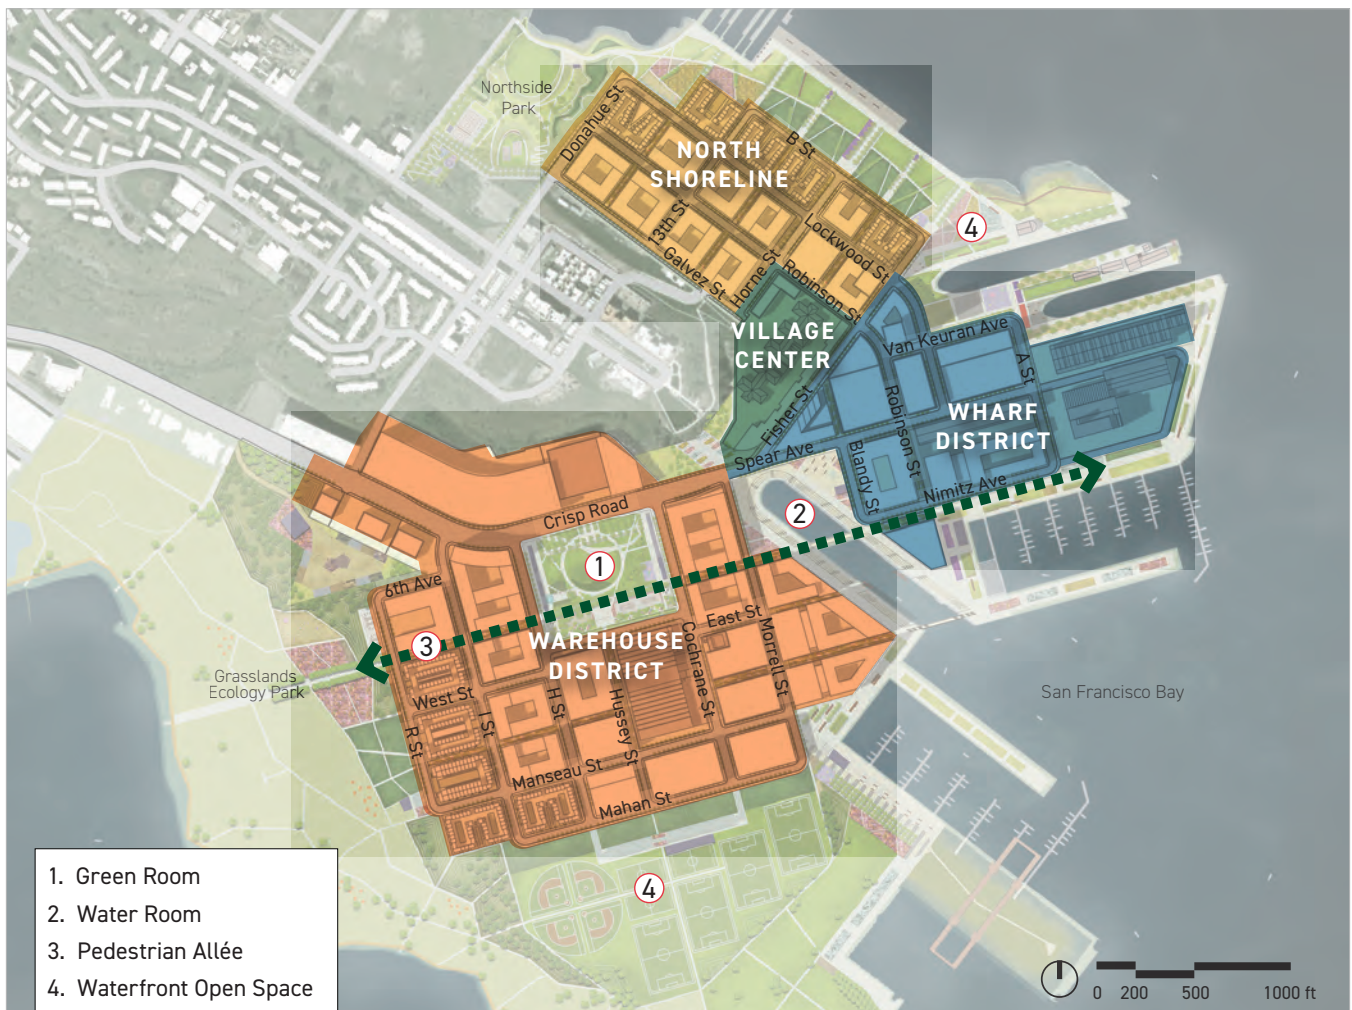 Northside
Park
Donahue St
B St
NORTH
SHORELINE
13th St
Lockwood St
4
Galvez St
Horne St
Robinson St
VILLAGE
CENTER
Van Keuran Ave
A St
Fisher St
Robinson St
WHARF
DISTRICT
Spear Ave
Blandy St
Nimitz Ave
Crisp Road
2
1
6th Ave
3
WAREHOUSE
DISTRICT
East St
Cochrane St
Morrell St
Grasslands
Ecology Park
West St
R St
I St
H St
Hussey St
San Francisco Bay
Manseau St
Mahan St
4
1. Green Room
2. Water Room
3. Pedestrian Allée
4. Waterfront Open Space
0 200 500 1000 ft